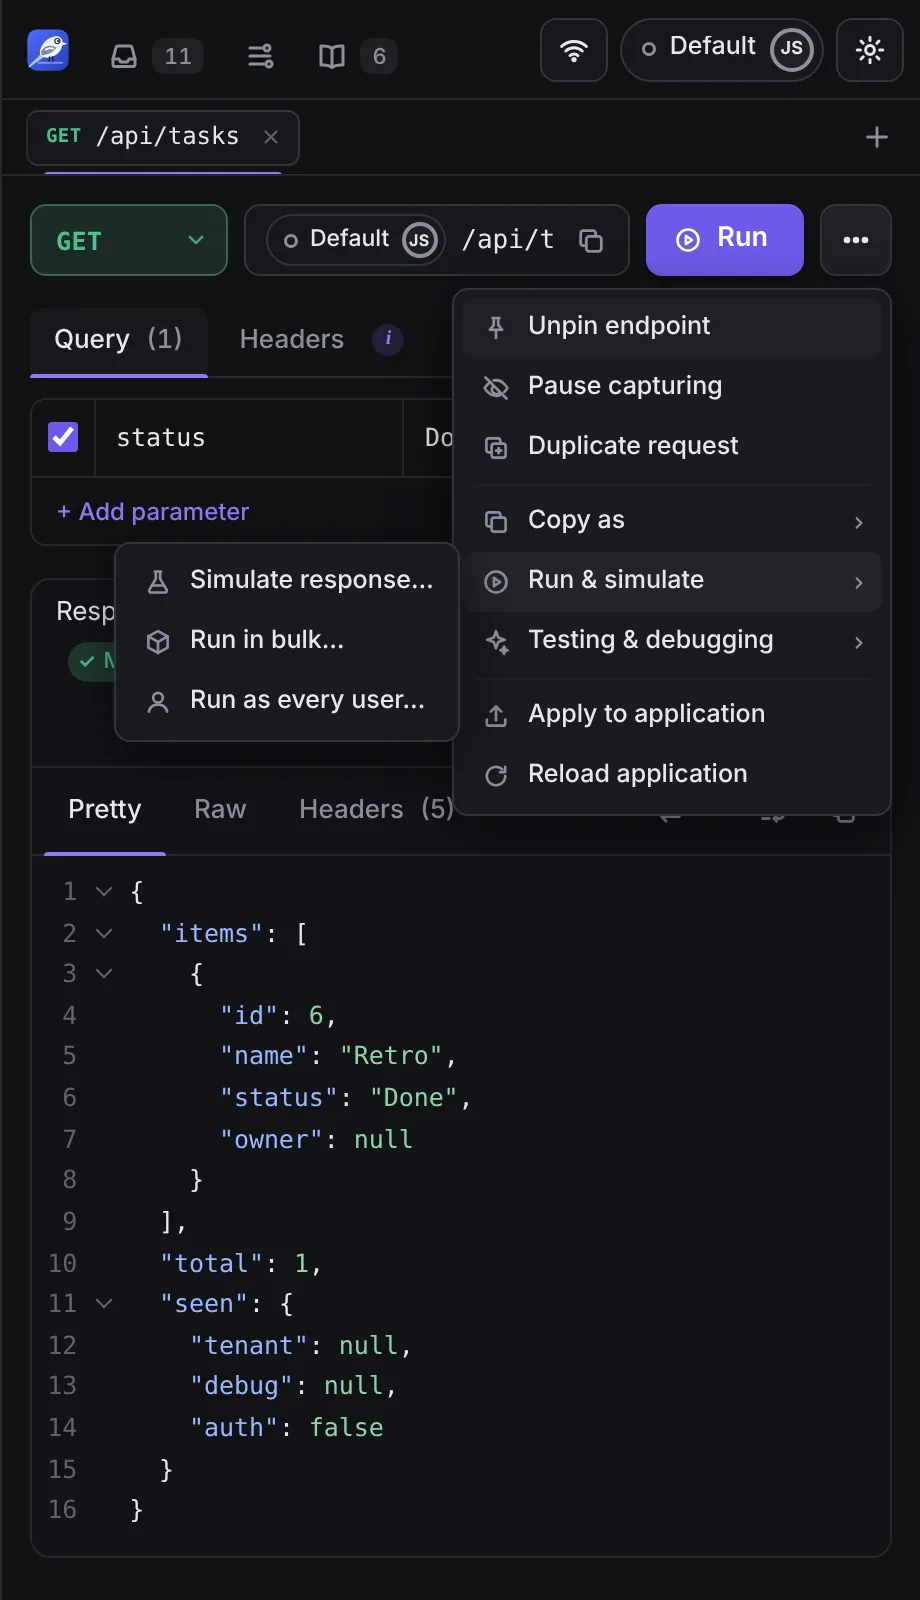 11
6
Default JS
GET /api/tasks
GET
Default JS /api/t
Run
Query (1)
Headers
i
Unpin endpoint
Pause capturing
Duplicate request
status
Do
+ Add parameter
Copy as
Run & simulate
Testing & debugging
Apply to application
Reload application
Simulate response...
Run in bulk...
Run as every user...
Resp
Pretty
Raw
Headers (5)
1 {
2 "items": [
3 {
4 "id": 6,
5 "name": "Retro",
6 "status": "Done",
7 "owner": null
8 }
9 ],
10 "total": 1,
11 "seen": {
12 "tenant": null,
13 "debug": null,
14 "auth": false
15 }
16 }